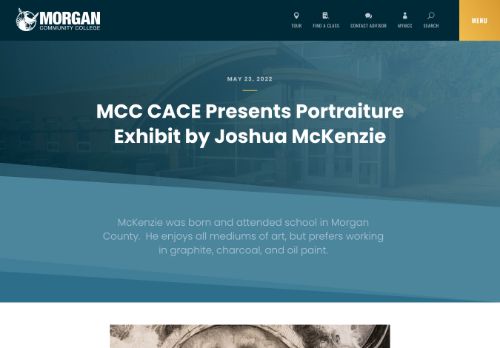 MORGAN
COMMUNITY COLLEGE
TOUR
FIND A CLASS
CONTACT ADVISOR
MYMCC
SEARCH
MENU
MAY 23, 2022
MCC CACE Presents Portraiture
Exhibit by Joshua McKenzie
McKenzie was born and attended school in Morgan
County.  He enjoys all mediums of art, but prefers working
in graphite, charcoal, and oil paint.